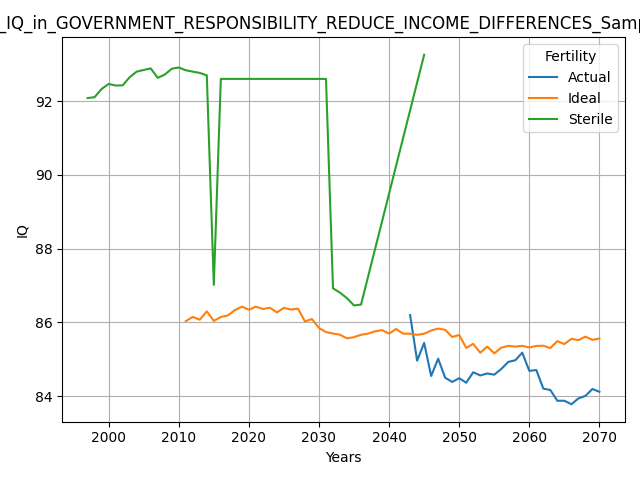 _IQ_in_GOVERNMENT_RESPONSIBILITY_REDUCE_INCOME_DIFFERENCES_Samp
Fertility
Actual
Ideal
Sterile
IQ
92
90
88
86
84
2000 2010 2020 2030 2040 2050 2060 2070
Years